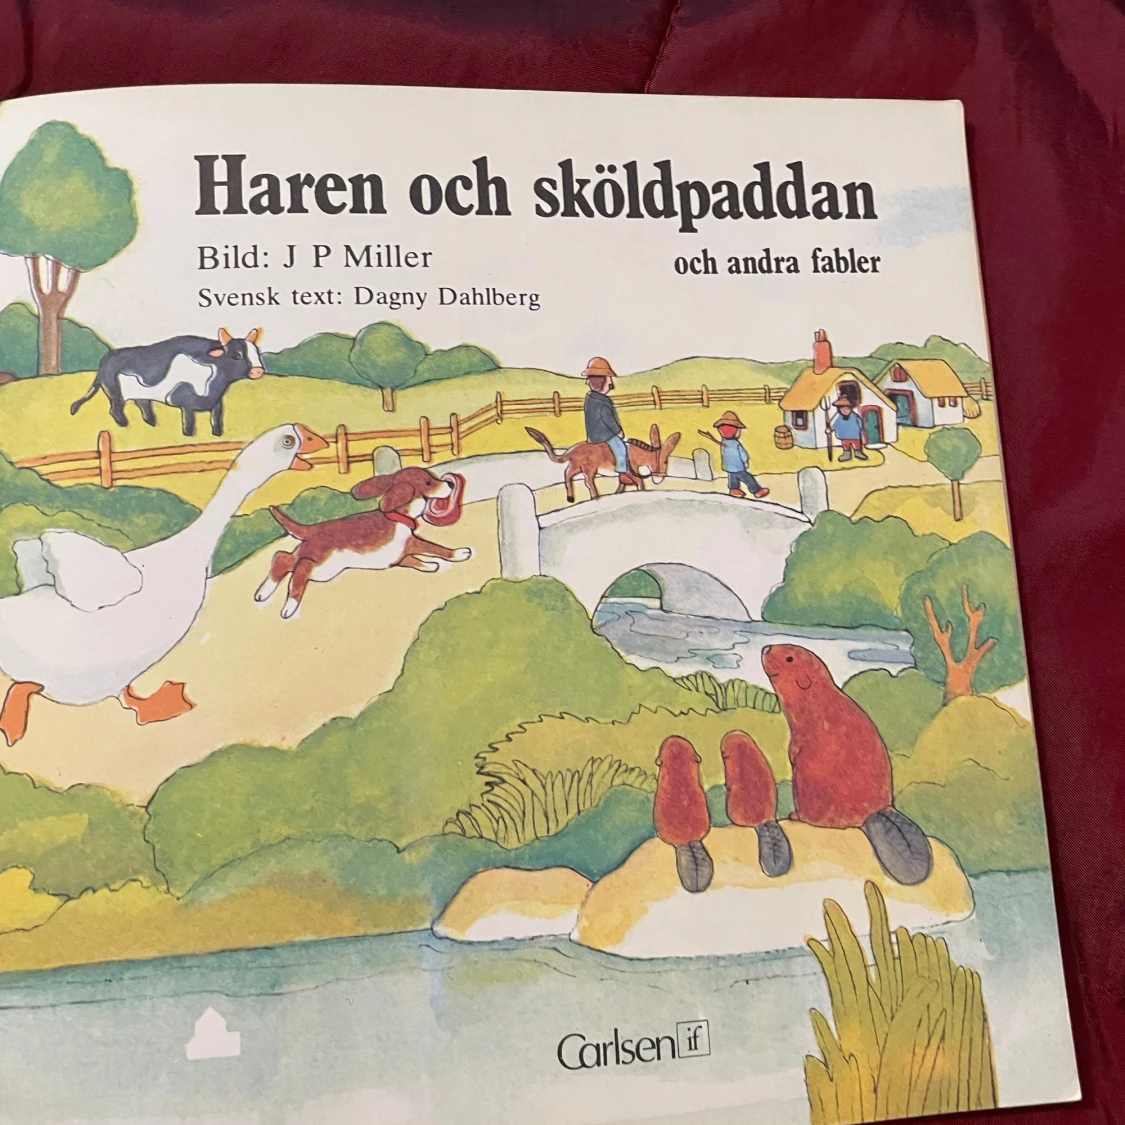 Haren och sköldpaddan
Bild: J P Miller
och andra fabler
Svensk text: Dagny Dahlberg
Carlsen if